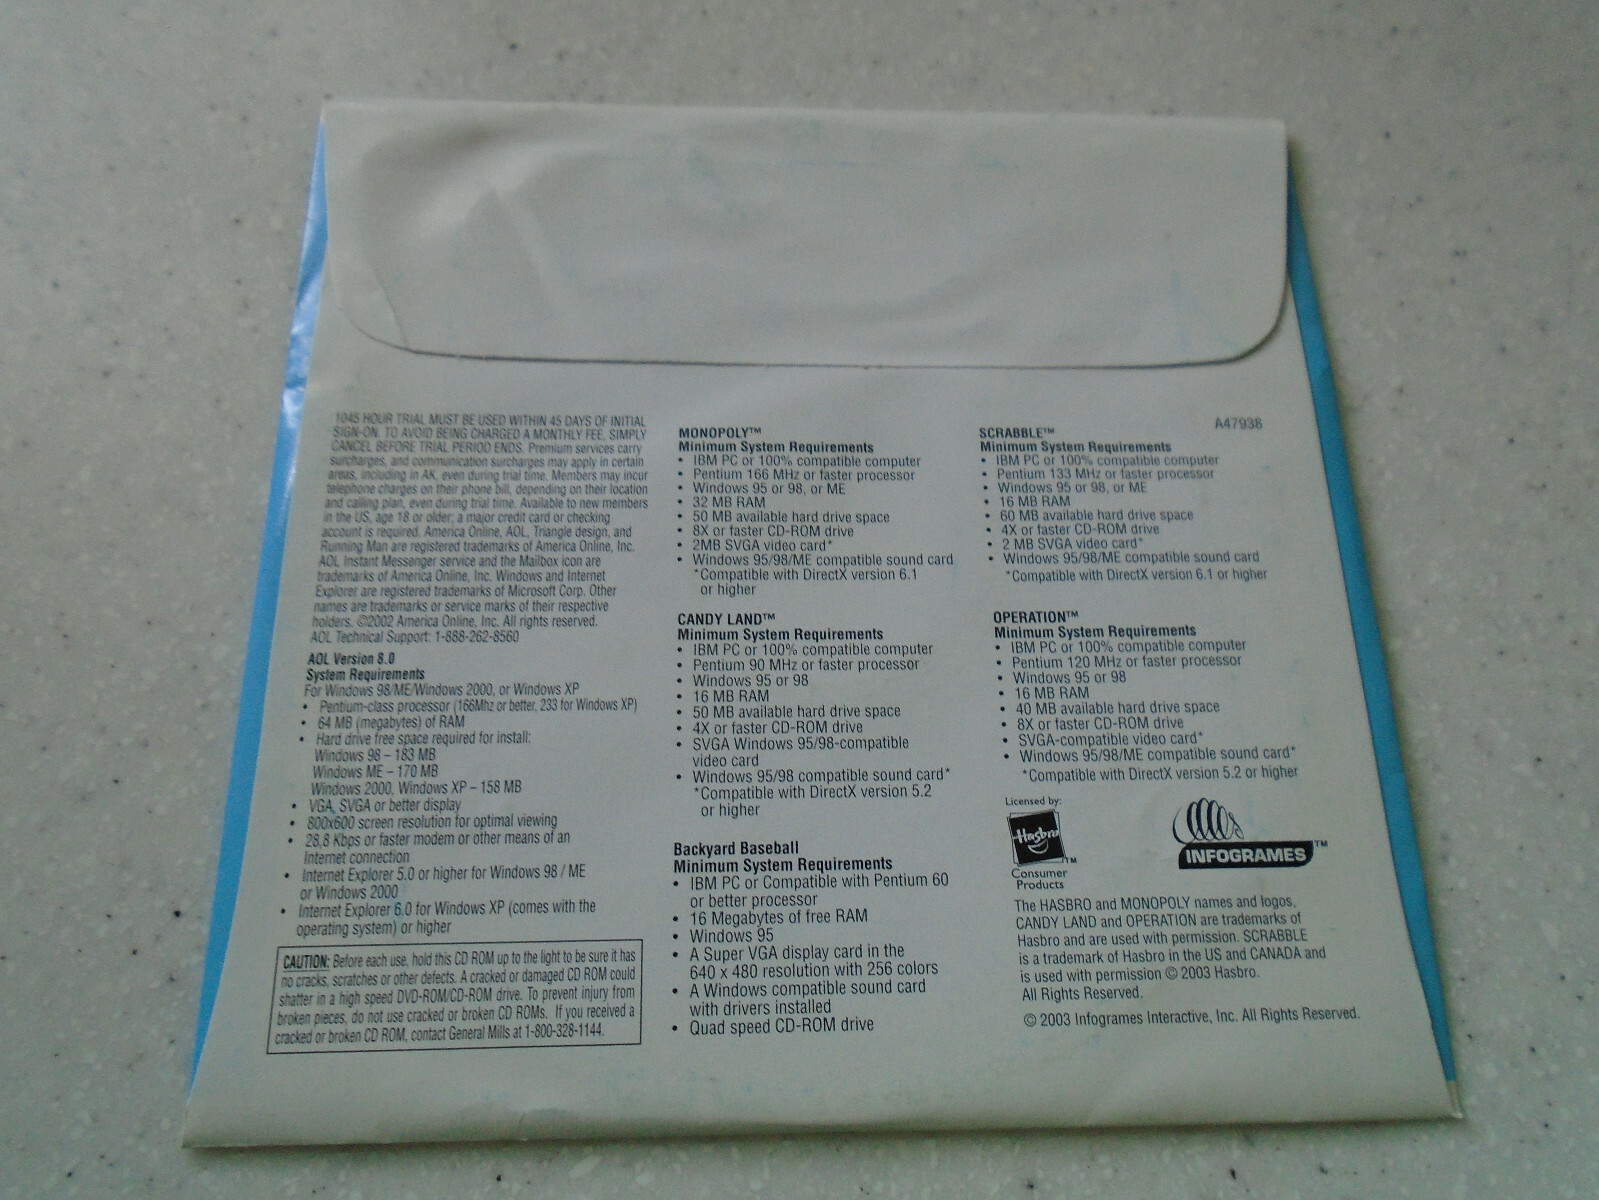 1045 HOUR TRIAL MUST BE USED WITHIN 45 DAYS OF INITIAL
SIGN-ON. TO AVOID BEING CHARGED A MONTHLY FEE, SIMPLY
CANCEL BEFORE TRIAL PERIOD ENDS. Premium services carry
surcharges, and communication surcharges may apply in certain
areas, including in AK, even during trial time. Members may incur
telephone charges on their phone bill, depending on their location
and calling plan, even during trial time. Available to new members
in the US, age 18 or older; a major credit card or checking
account is required. America Online, AOL, Triangle design, and
Running Man are registered trademarks of America Online, Inc.
AOL Instant Messenger service and the Mailbox icon are
trademarks of America Online, Inc. Windows and Internet
Explorer are registered trademarks of Microsoft Corp. Other
names are trademarks or service marks of their respective
holders. ©2002 America Online, Inc. All rights reserved.
AOL Technical Support: 1-888-262-8560
AOL Version 8.0
System Requirements
For Windows 98/ME/Windows 2000, or Windows XP
• Pentium-class processor (166Mhz or better, 233 for Windows XP)
• 64 MB (megabytes) of RAM
• Hard drive free space required for install:
Windows 98 – 183 MB
Windows ME – 170 MB
Windows 2000, Windows XP – 158 MB
• VGA, SVGA or better display
• 800x600 screen resolution for optimal viewing
• 28.8 Kbps or faster modem or other means of an
Internet connection
• Internet Explorer 5.0 or higher for Windows 98 / ME
or Windows 2000
• Internet Explorer 6.0 for Windows XP (comes with the
operating system) or higher
CAUTION: Before each use, hold this CD ROM up to the light to be sure it has
no cracks, scratches or other defects. A cracked or damaged CD ROM could
shatter in a high speed DVD-ROM/CD-ROM drive. To prevent injury from
broken pieces, do not use cracked or broken CD ROMs. If you received a
cracked or broken CD ROM, contact General Mills at 1-800-328-1144.
MONOPOLY™
Minimum System Requirements
• IBM PC or 100% compatible computer
• Pentium 166 MHz or faster processor
• Windows 95 or 98, or ME
• 32 MB RAM
• 50 MB available hard drive space
• 8X or faster CD-ROM drive
• 2MB SVGA video card*
• Windows 95/98/ME compatible sound card
*Compatible with DirectX version 6.1
or higher
CANDY LAND™
Minimum System Requirements
• IBM PC or 100% compatible computer
• Pentium 90 MHz or faster processor
• Windows 95 or 98
• 16 MB RAM
• 50 MB available hard drive space
• 4X or faster CD-ROM drive
• SVGA Windows 95/98-compatible
video card
• Windows 95/98 compatible sound card*
*Compatible with DirectX version 5.2
or higher
Backyard Baseball
Minimum System Requirements
• IBM PC or Compatible with Pentium 60
or better processor
• 16 Megabytes of free RAM
• Windows 95
• A Super VGA display card in the
640 x 480 resolution with 256 colors
• A Windows compatible sound card
with drivers installed
• Quad speed CD-ROM drive
A47938
SCRABBLE™
Minimum System Requirements
• IBM PC or 100% compatible computer
• Pentium 133 MHz or faster processor
• Windows 95 or 98, or ME
• 16 MB RAM
• 60 MB available hard drive space
• 4X or faster CD-ROM drive
• 2 MB SVGA video card*
• Windows 95/98/ME compatible sound card
*Compatible with DirectX version 6.1 or higher
OPERATION™
Minimum System Requirements
• IBM PC or 100% compatible computer
• Pentium 120 MHz or faster processor
• Windows 95 or 98
• 16 MB RAM
• 40 MB available hard drive space
• 8X or faster CD-ROM drive
• SVGA-compatible video card*
• Windows 95/98/ME compatible sound card*
*Compatible with DirectX version 5.2 or higher
Licensed by:
Hasbro™
Consumer
Products
INFOGRAMES™
The HASBRO and MONOPOLY names and logos,
CANDY LAND and OPERATION are trademarks of
Hasbro and are used with permission. SCRABBLE
is a trademark of Hasbro in the US and CANADA and
is used with permission © 2003 Hasbro.
All Rights Reserved.
© 2003 Infogrames Interactive, Inc. All Rights Reserved.